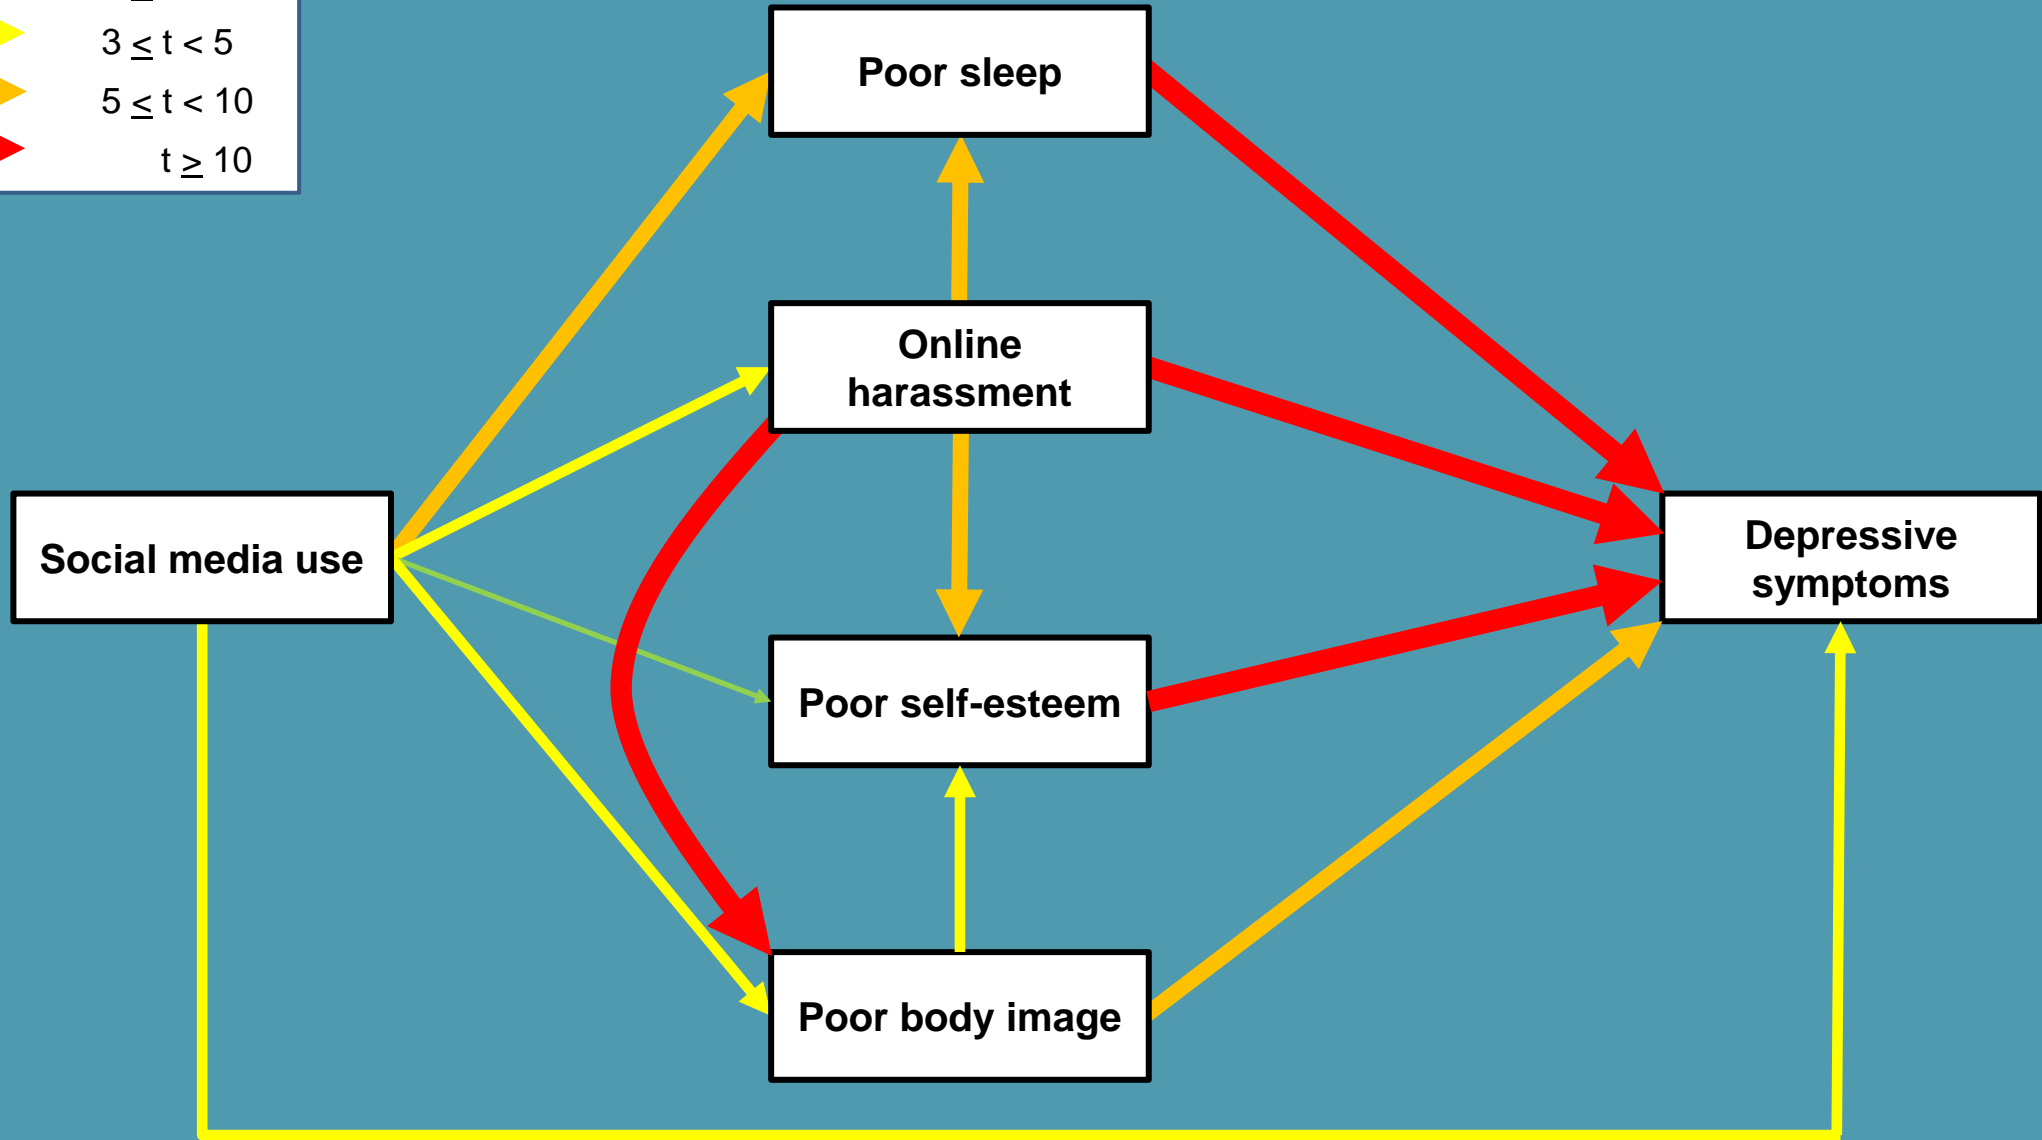 3 ≤ t < 5
5 ≤ t < 10
t ≥ 10
Poor sleep
Online
harassment
Social media use
Depressive
symptoms
Poor self-esteem
Poor body image